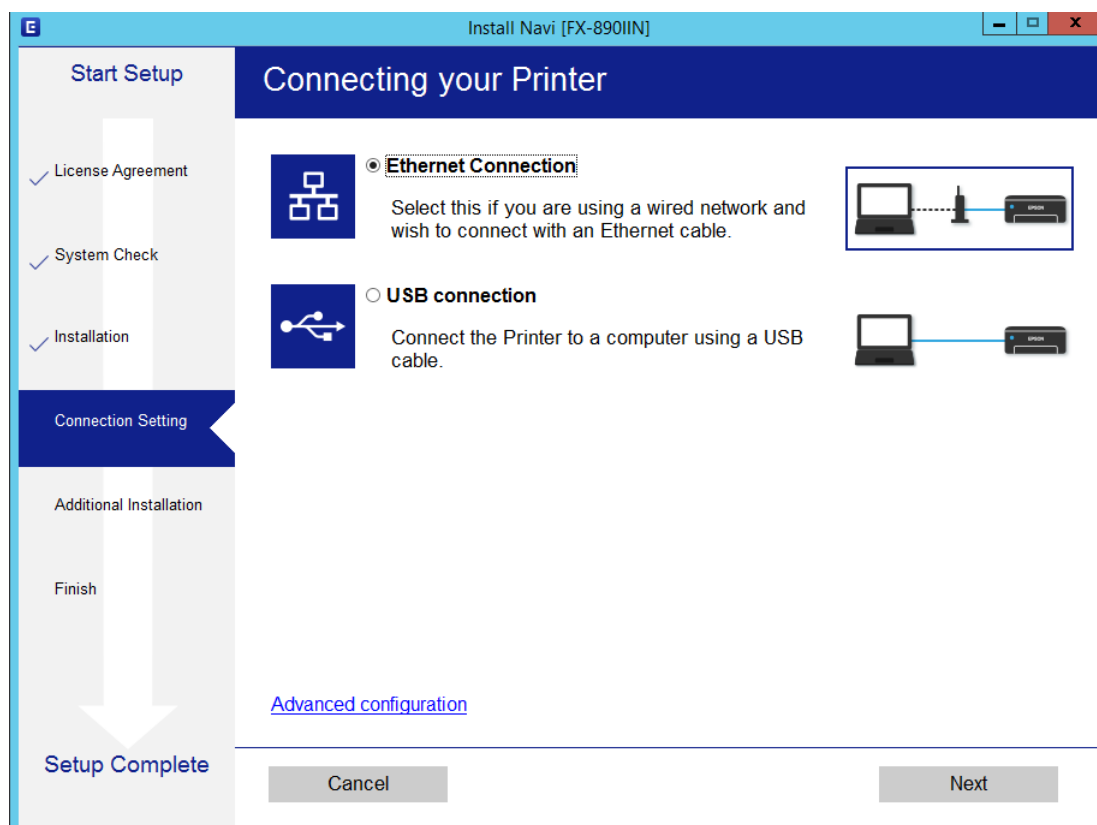 Install Navi [FX-890IIN]
Start Setup
License Agreement
System Check
Installation
Connection Setting
Additional Installation
Finish
Setup Complete
Connecting your Printer
Ethernet Connection
Select this if you are using a wired network and
wish to connect with an Ethernet cable.
EPSON
USB connection
Connect the Printer to a computer using a USB
cable.
EPSON
Advanced configuration
Cancel
Next